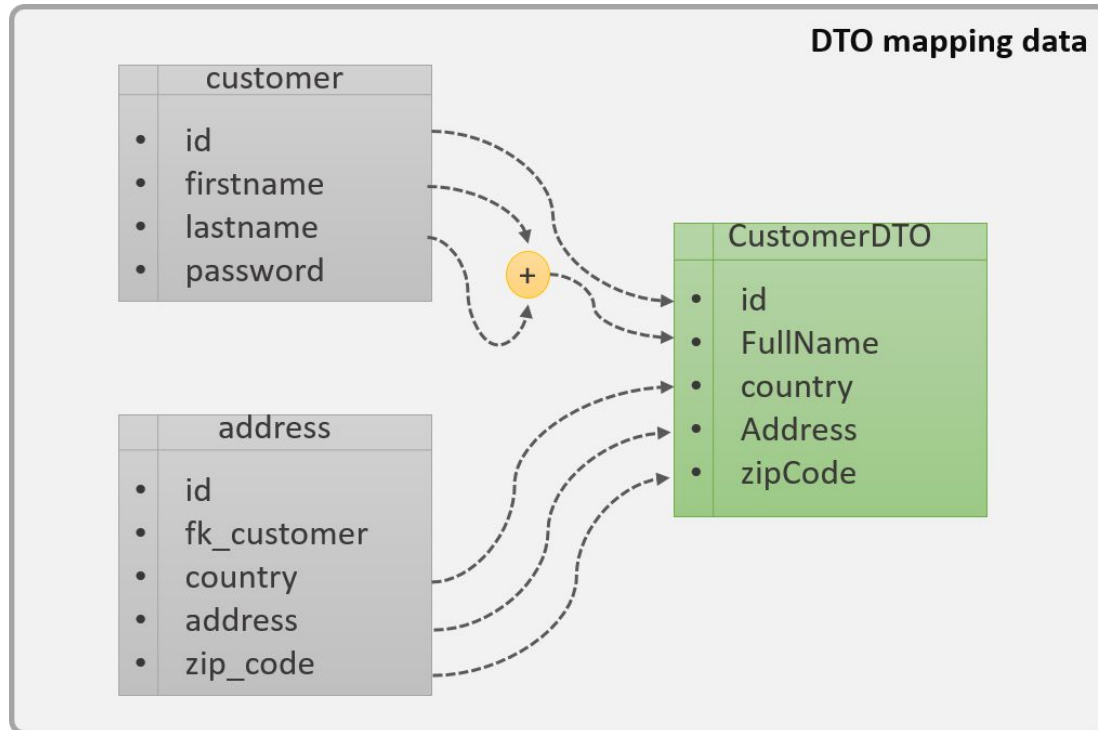 DTO mapping data
customer
• id
• firstname
• lastname
• password
+
CustomerDTO
• id
• FullName
• country
• Address
• zipCode
address
• id
• fk_customer
• country
• address
• zip_code